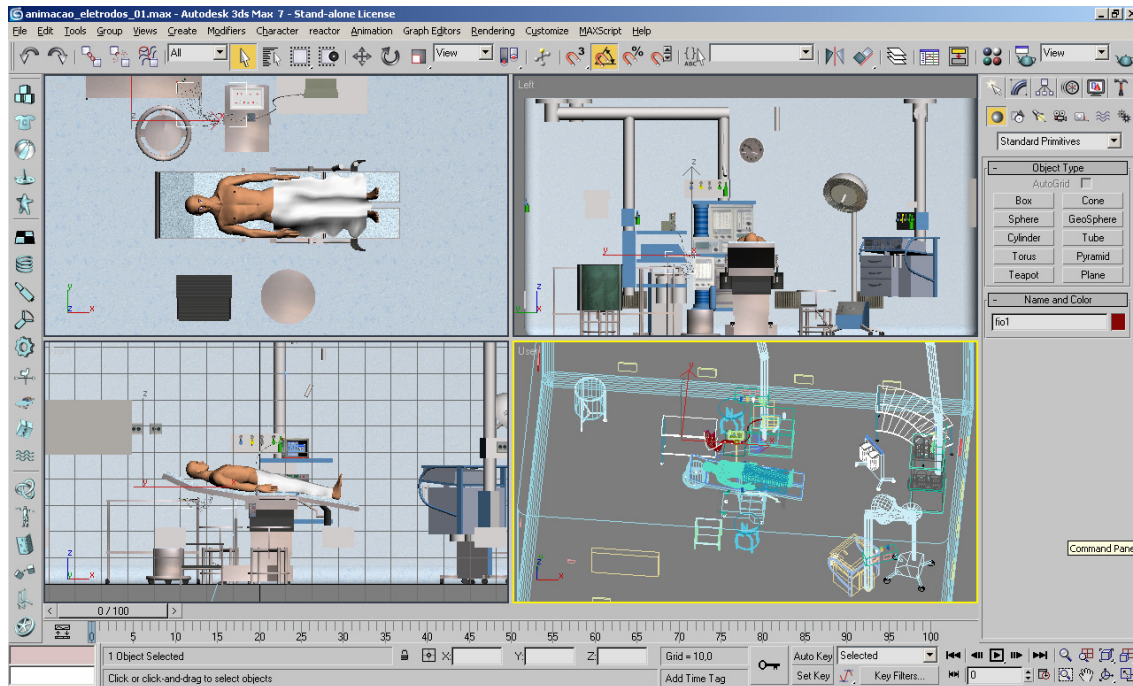 animacao_eletrodos_01.max - Autodesk 3ds Max 7 - Stand-alone License
File Edit Tools Group Views Create Modifiers Character reactor Animation Graph Editors Rendering Customize MAXScript Help
All View 3 % ABC View
Left
Standard Primitives
- Object Type
AutoGrid
Box Cone
Sphere GeoSphere
Cylinder Tube
Torus Pyramid
Teapot Plane
- Name and Color
fio1
User
Command Pane
0 / 100
0 5 10 15 20 25 30 35 40 45 50 55 60 65 70 75 80 85 90 95 100
1 Object Selected X: Y: Z: Grid = 10,0 Auto Key Selected
Click or click-and-drag to select objects Add Time Tag Set Key Key Filters... 0